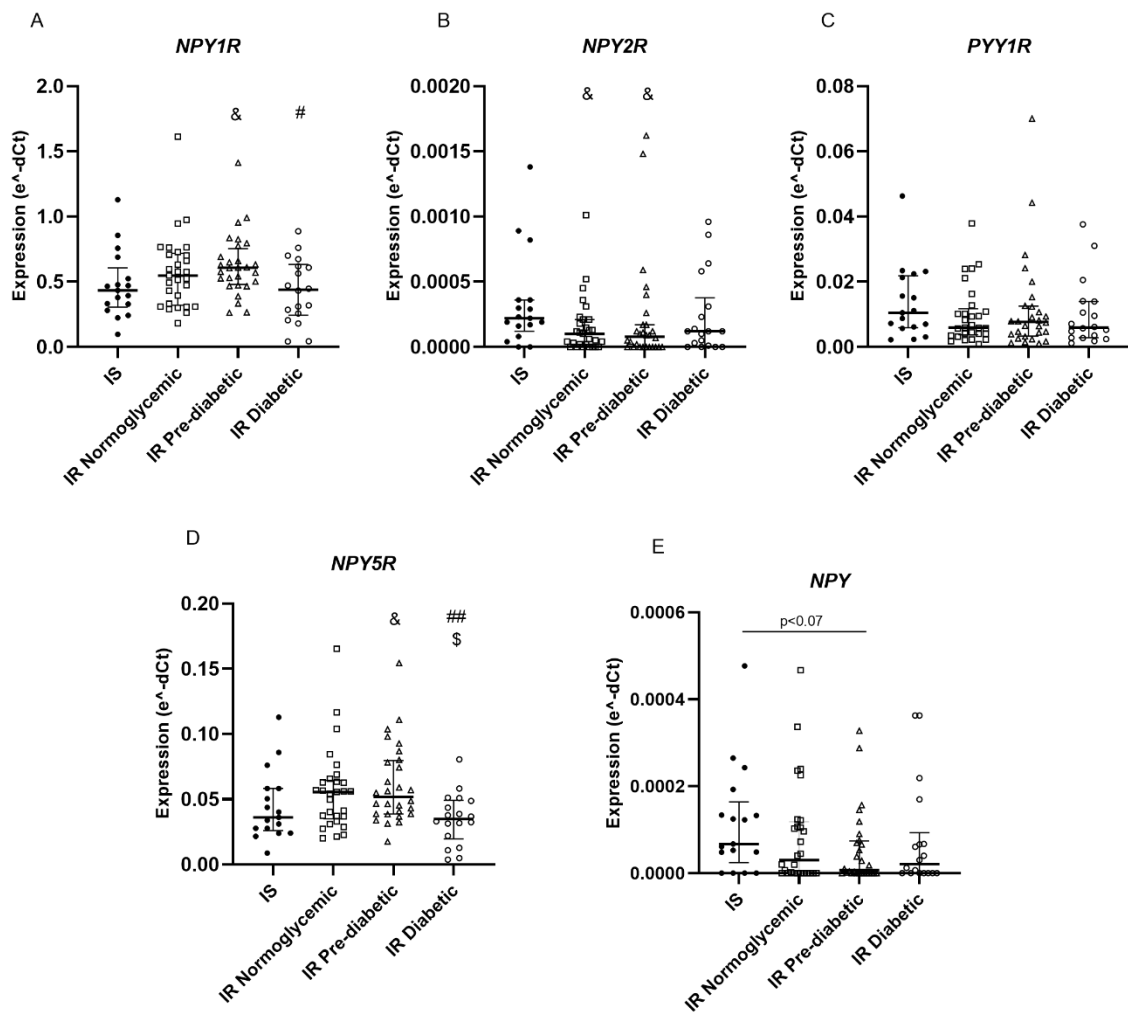 A
NPY1R
&
#
2.0
1.5
1.0
0.5
0.0
Expression (e^-dCt)
IS
IR Normoglycemic
IR Pre-diabetic
IR Diabetic
B
NPY2R
&
&
0.0020
0.0015
0.0010
0.0005
0.0000
Expression (e^-dCt)
IS
IR Normoglycemic
IR Pre-diabetic
IR Diabetic
C
PYY1R
0.08
0.06
0.04
0.02
0.00
Expression (e^-dCt)
IS
IR Normoglycemic
IR Pre-diabetic
IR Diabetic
D
NPY5R
&
##
$
0.20
0.15
0.10
0.05
0.00
Expression (e^-dCt)
IS
IR Normoglycemic
IR Pre-diabetic
IR Diabetic
E
NPY
p<0.07
0.0006
0.0004
0.0002
0.0000
Expression (e^-dCt)
IS
IR Normoglycemic
IR Pre-diabetic
IR Diabetic